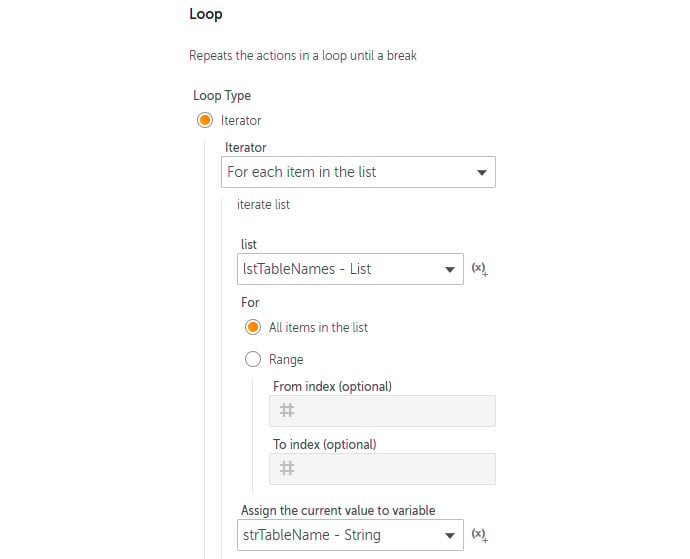 Loop
Repeats the actions in a loop until a break
Loop Type
Iterator
Iterator
For each item in the list
iterate list
list
lstTableNames - List
(x)+
For
All items in the list
Range
From index (optional)
#
To index (optional)
#
Assign the current value to variable
strTableName - String
(x)+